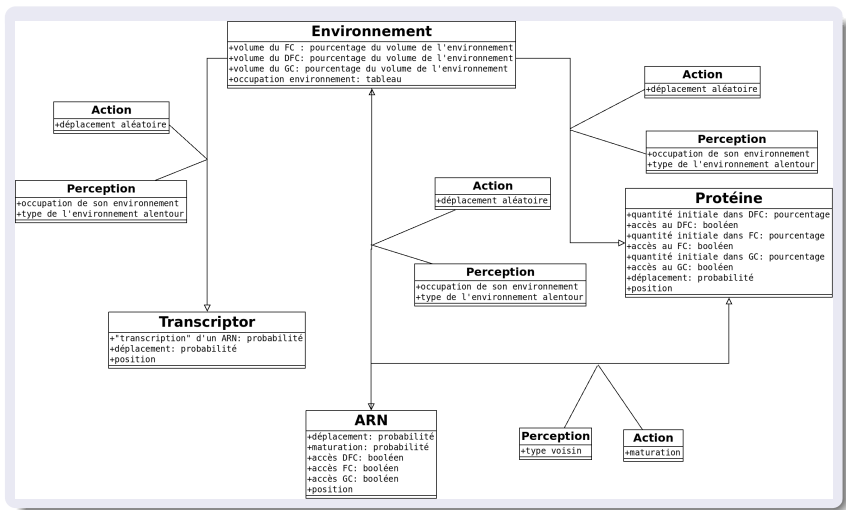 Environnement
+volume du FC : pourcentage du volume de l'environnement
+volume du DFC: pourcentage du volume de l'environnement
+volume du GC: pourcentage du volume de l'environnement
+occupation environnement: tableau
Action
+déplacement aléatoire
Perception
+occupation de son environnement
+type de l'environnement alentour
Action
+déplacement aléatoire
Perception
+occupation de son environnement
+type de l'environnement alentour
Action
+déplacement aléatoire
Perception
+occupation de son environnement
+type de l'environnement alentour
Protéine
+quantité initiale dans DFC: pourcentage
+accès au DFC: booléen
+quantité initiale dans FC: pourcentage
+accès au FC: booléen
+quantité initiale dans GC: pourcentage
+accès au GC: booléen
+déplacement: probabilité
+position
Transcriptor
+"transcription" d'un ARN: probabilité
+déplacement: probabilité
+position
ARN
+déplacement: probabilité
+maturation: probabilité
+accès DFC: booléen
+accès FC: booléen
+accès GC: booléen
+position
Perception
+type voisin
Action
+maturation